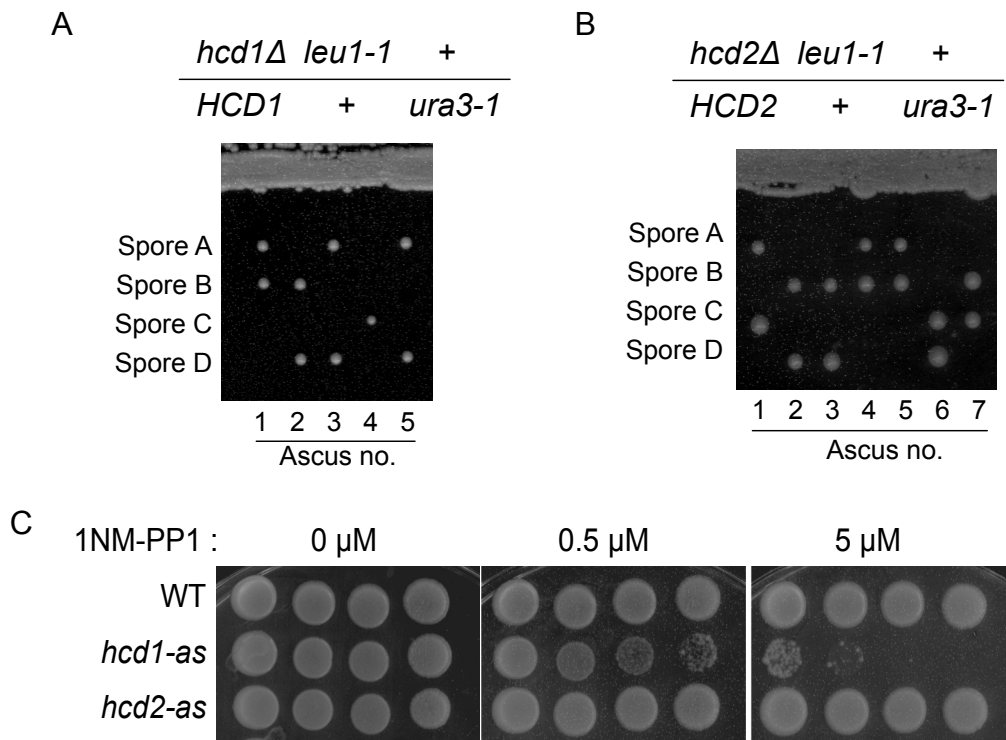 A
hcd1Δ leu1-1 +
HCD1 + ura3-1
Spore A
Spore B
Spore C
Spore D
1 2 3 4 5
Ascus no.
B
hcd2Δ leu1-1 +
HCD2 + ura3-1
Spore A
Spore B
Spore C
Spore D
1 2 3 4 5 6 7
Ascus no.
C
1NM-PP1 : 0 µM 0.5 µM 5 µM
WT
hcd1-as
hcd2-as